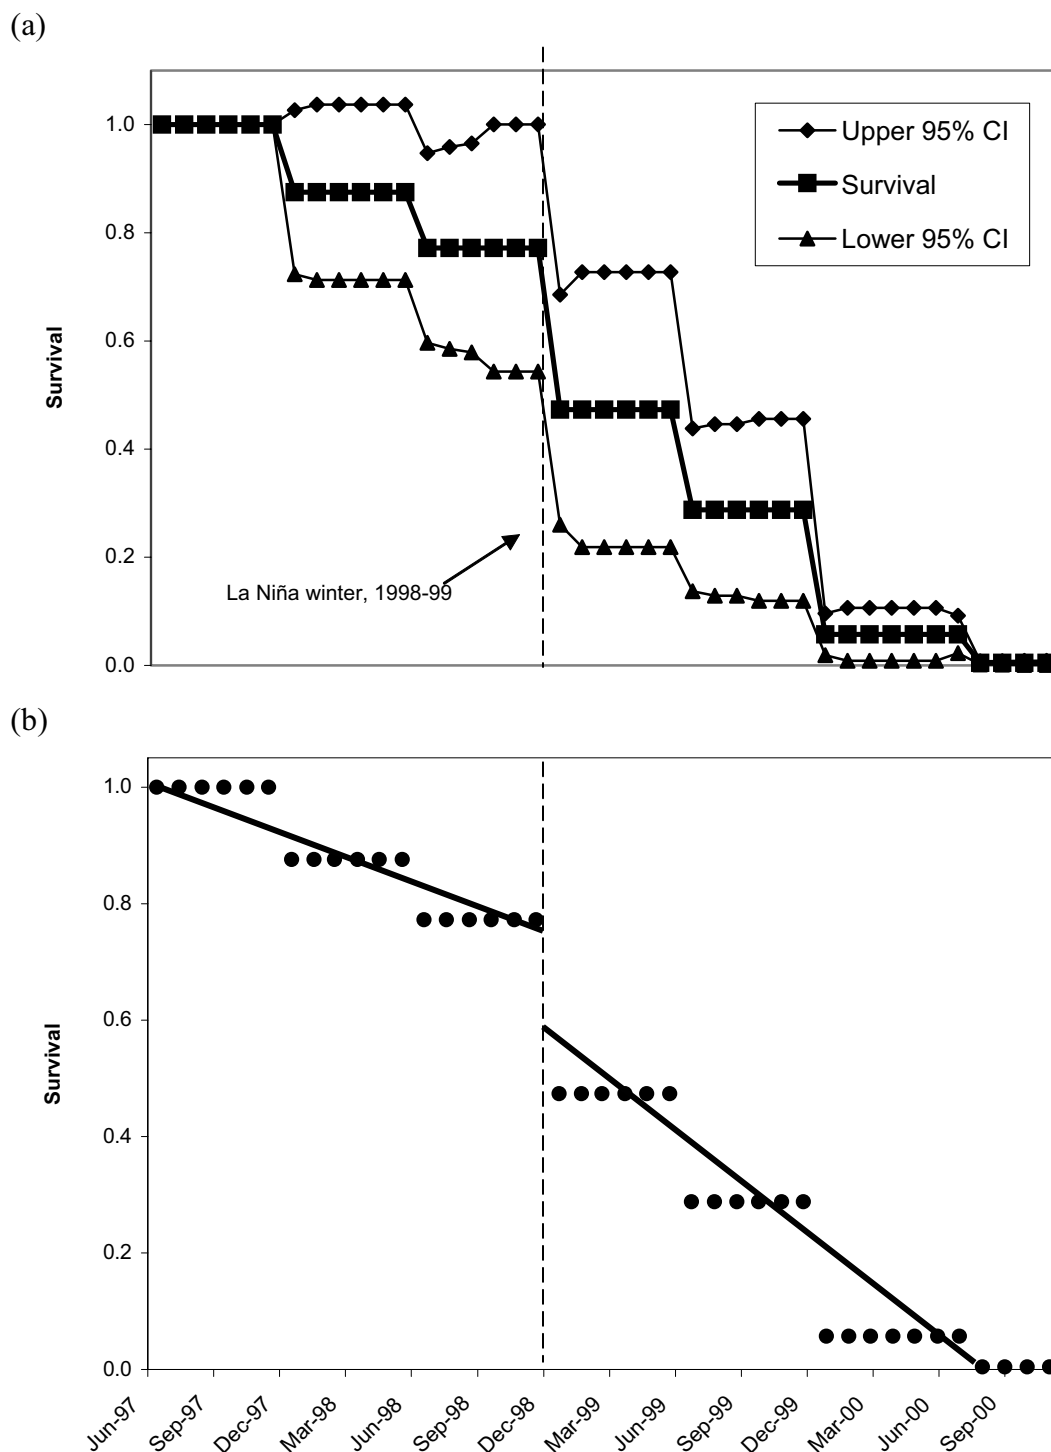 (a)
1.0
0.8
0.6
0.4
0.2
0.0
Survival
Upper 95% CI
Survival
Lower 95% CI
La Niña winter, 1998-99
(b)
1.0
0.8
0.6
0.4
0.2
0.0
Survival
Jun-97
Sep-97
Dec-97
Mar-98
Jun-98
Sep-98
Dec-98
Mar-99
Jun-99
Sep-99
Dec-99
Mar-00
Jun-00
Sep-00